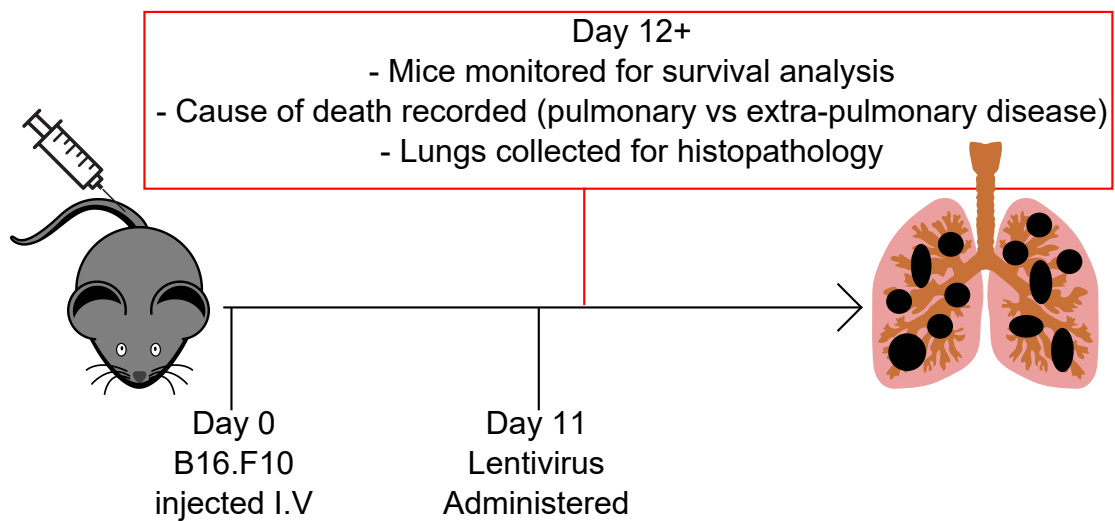 Day 12+
- Mice monitored for survival analysis
- Cause of death recorded (pulmonary vs extra-pulmonary disease)
- Lungs collected for histopathology
Day 0
B16.F10
injected I.V
Day 11
Lentivirus
Administered